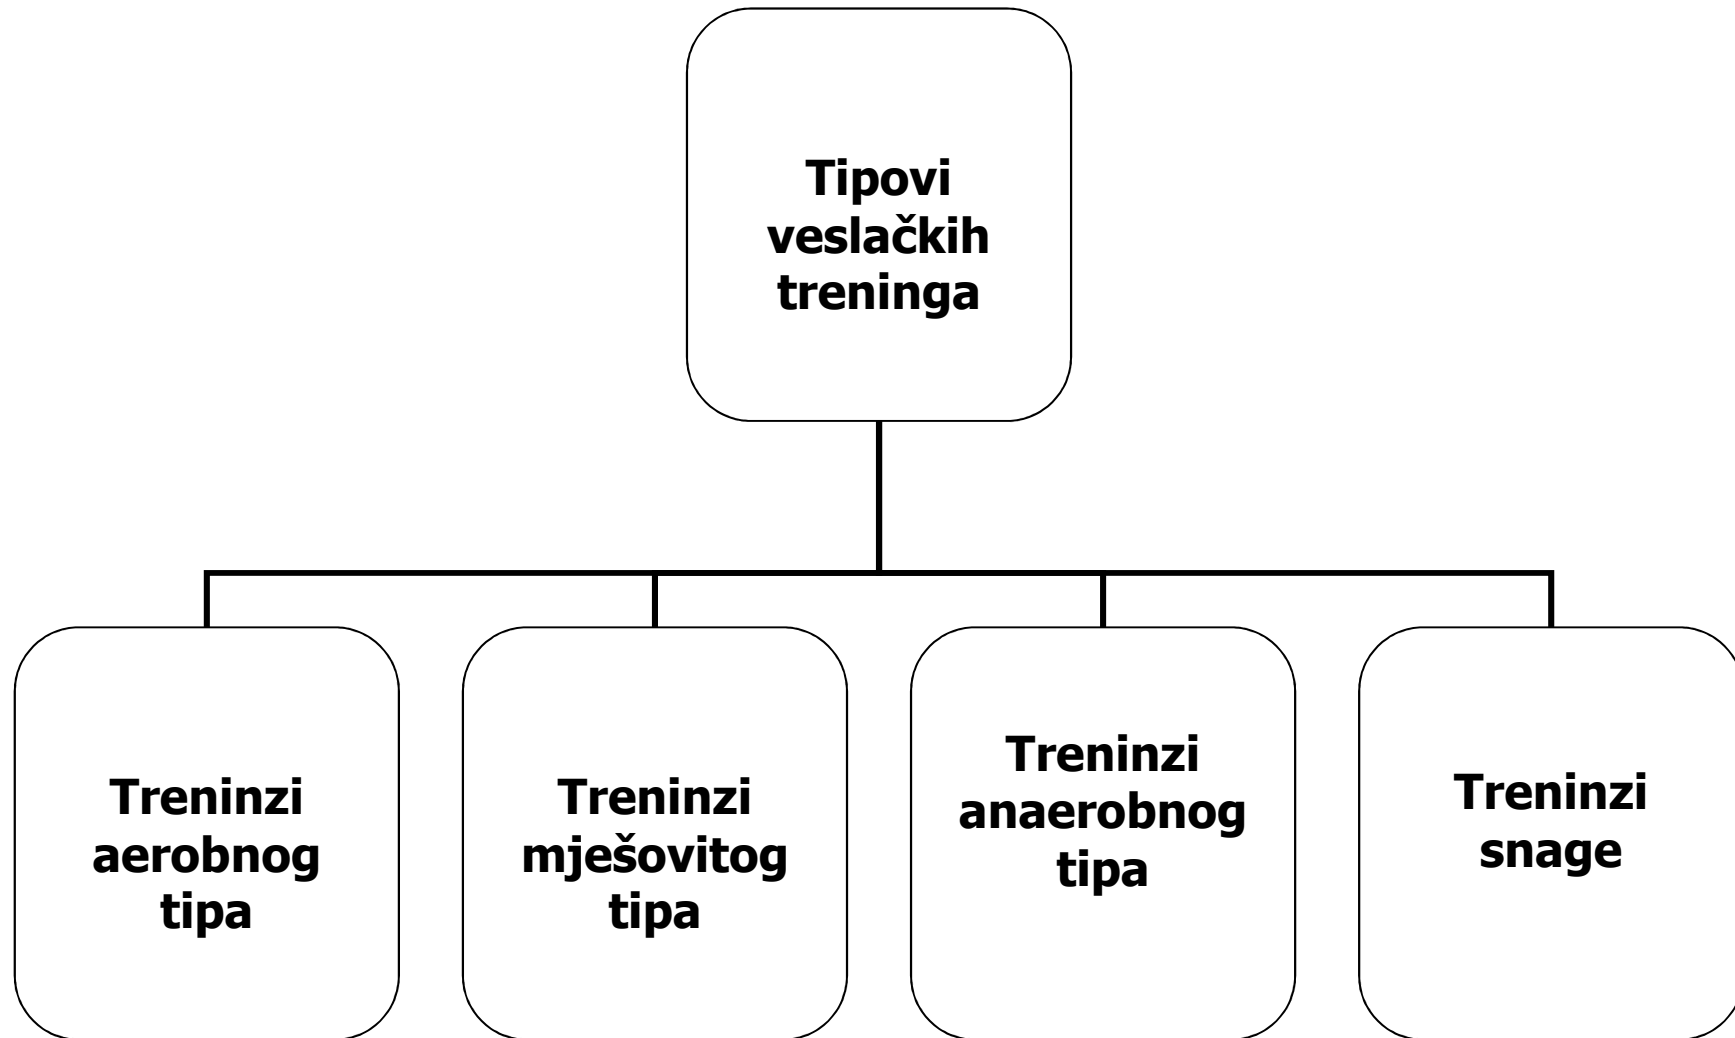 Tipovi
veslačkih
treninga
Treninzi
aerobnog
tipa
Treninzi
mješovitog
tipa
Treninzi
anaerobnog
tipa
Treninzi
snage